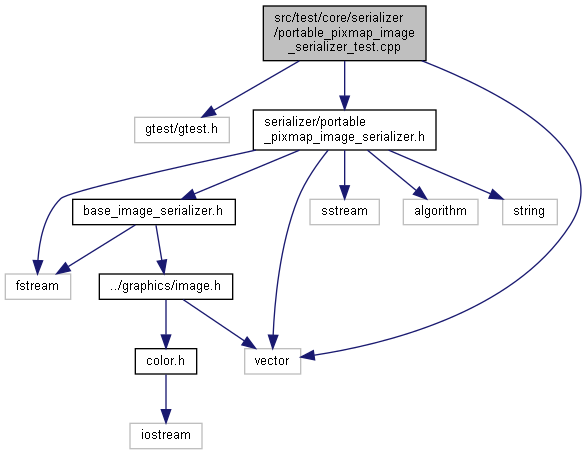 src/test/core/serializer
/portable_pixmap_image
_serializer_test.cpp
gtest/gtest.h
serializer/portable
_pixmap_image_serializer.h
base_image_serializer.h
sstream
algorithm
string
fstream
../graphics/image.h
color.h
vector
iostream